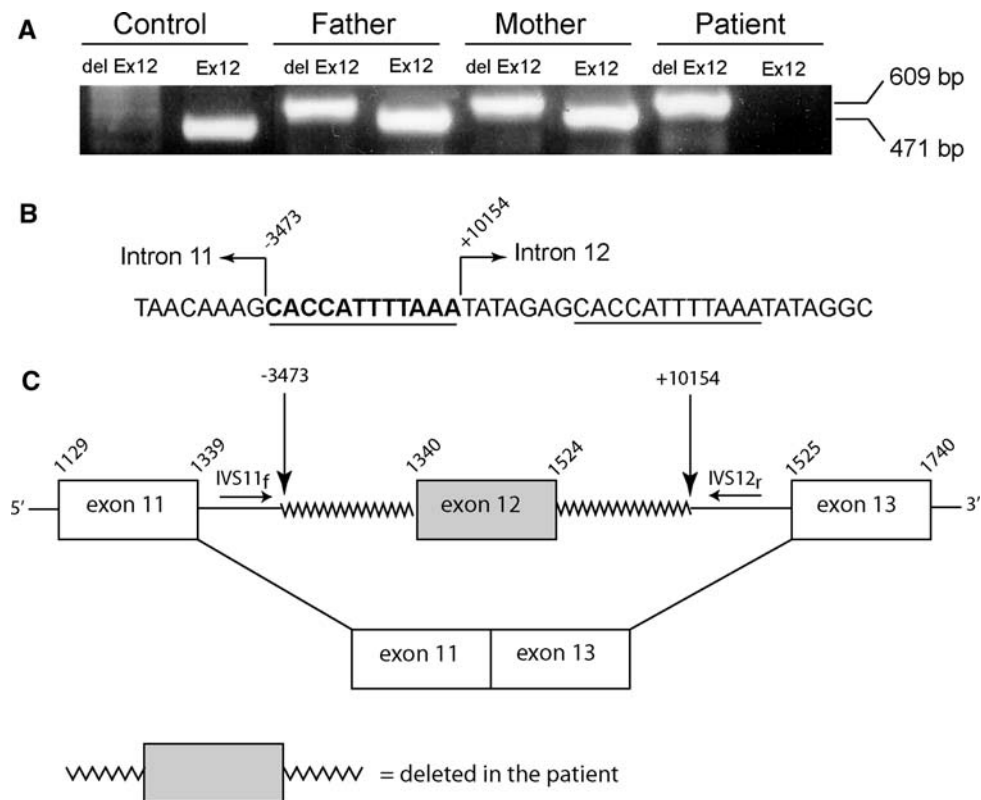 A
Control Father Mother Patient
del Ex12 Ex12 del Ex12 Ex12 del Ex12 Ex12 del Ex12 Ex12
609 bp
471 bp
B
-3473
+10154
Intron 11
Intron 12
TAACAAAGCACCATTTTAAATATAGAGCACCATTTTAAATATAGGC
C
-3473
+10154
1129
1339
IVS11f
1340
1524
IVS12r
1525
1740
5’ exon 11 exon 12 exon 13 3’
exon 11 exon 13
= deleted in the patient